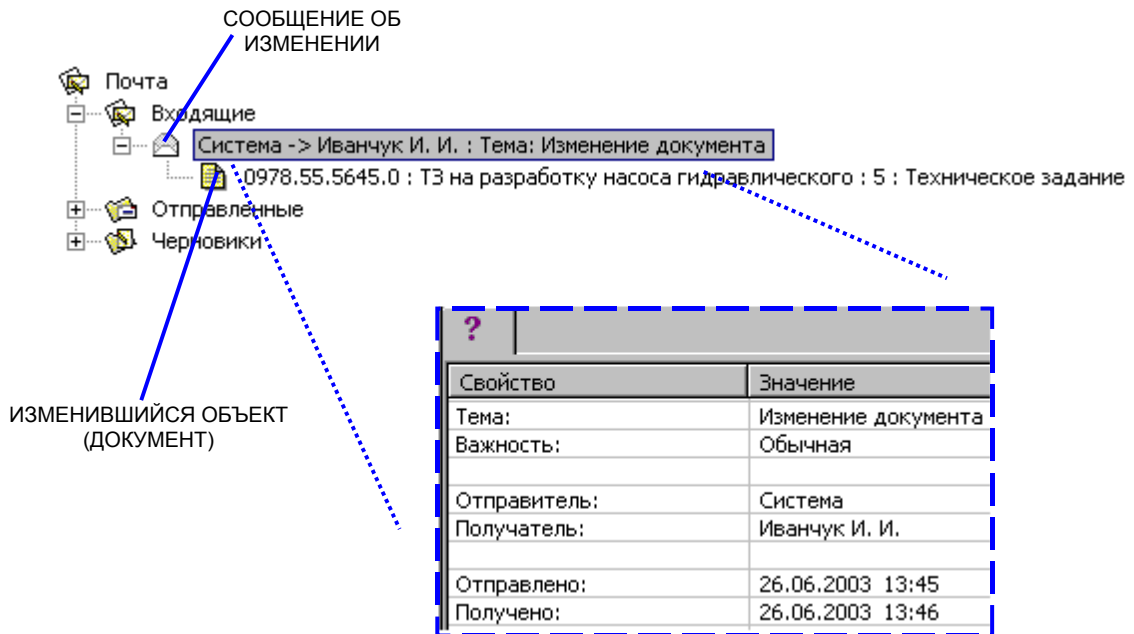 СООБЩЕНИЕ ОБ
ИЗМЕНЕНИИ
Почта
Входящие
Система -> Иванчук И. И. : Тема: Изменение документа
0978.55.5645.0 : ТЗ на разработку насоса гидравлического : 5 : Техническое задание
Отправленные
Черновики
ИЗМЕНИВШИЙСЯ ОБЪЕКТ
(ДОКУМЕНТ)
?
Свойство Значение
Тема: Изменение документа
Важность: Обычная
Отправитель: Система
Получатель: Иванчук И. И.
Отправлено: 26.06.2003 13:45
Получено: 26.06.2003 13:46